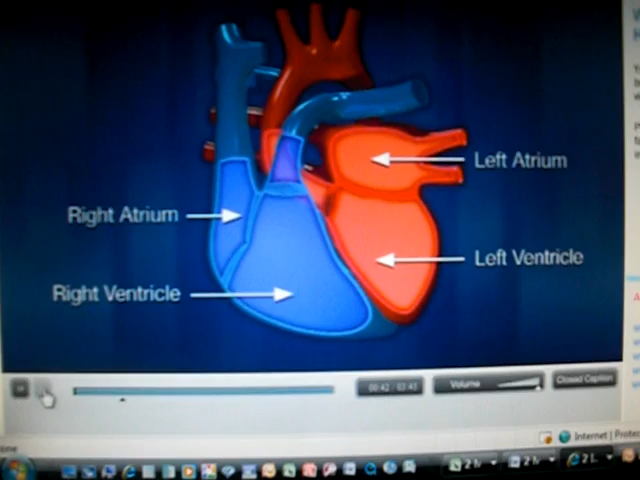 Left Atrium
Right Atrium
Left Ventricle
Right Ventricle
00:42 / 03:43
Volume
Closed Caption
Internet | Protec